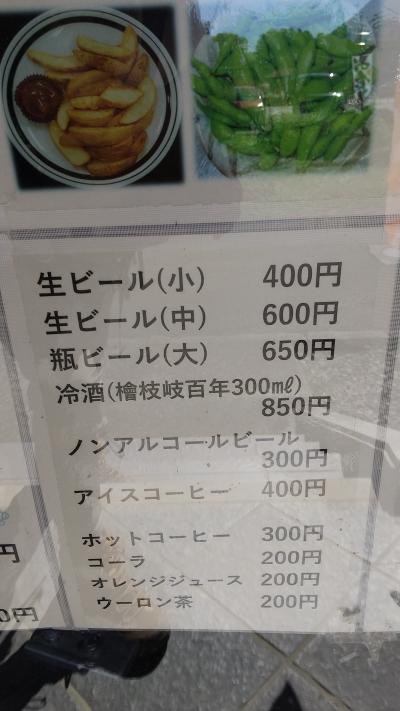 生ビール(小) 400円
生ビール(中) 600円
瓶ビール(大) 650円
冷酒(檜枝岐百年300㎖)
850円
ノンアルコールビール
300円
アイスコーヒー 400円
ホットコーヒー 300円
コーラ 200円
オレンジジュース 200円
ウーロン茶 200円
円
0円